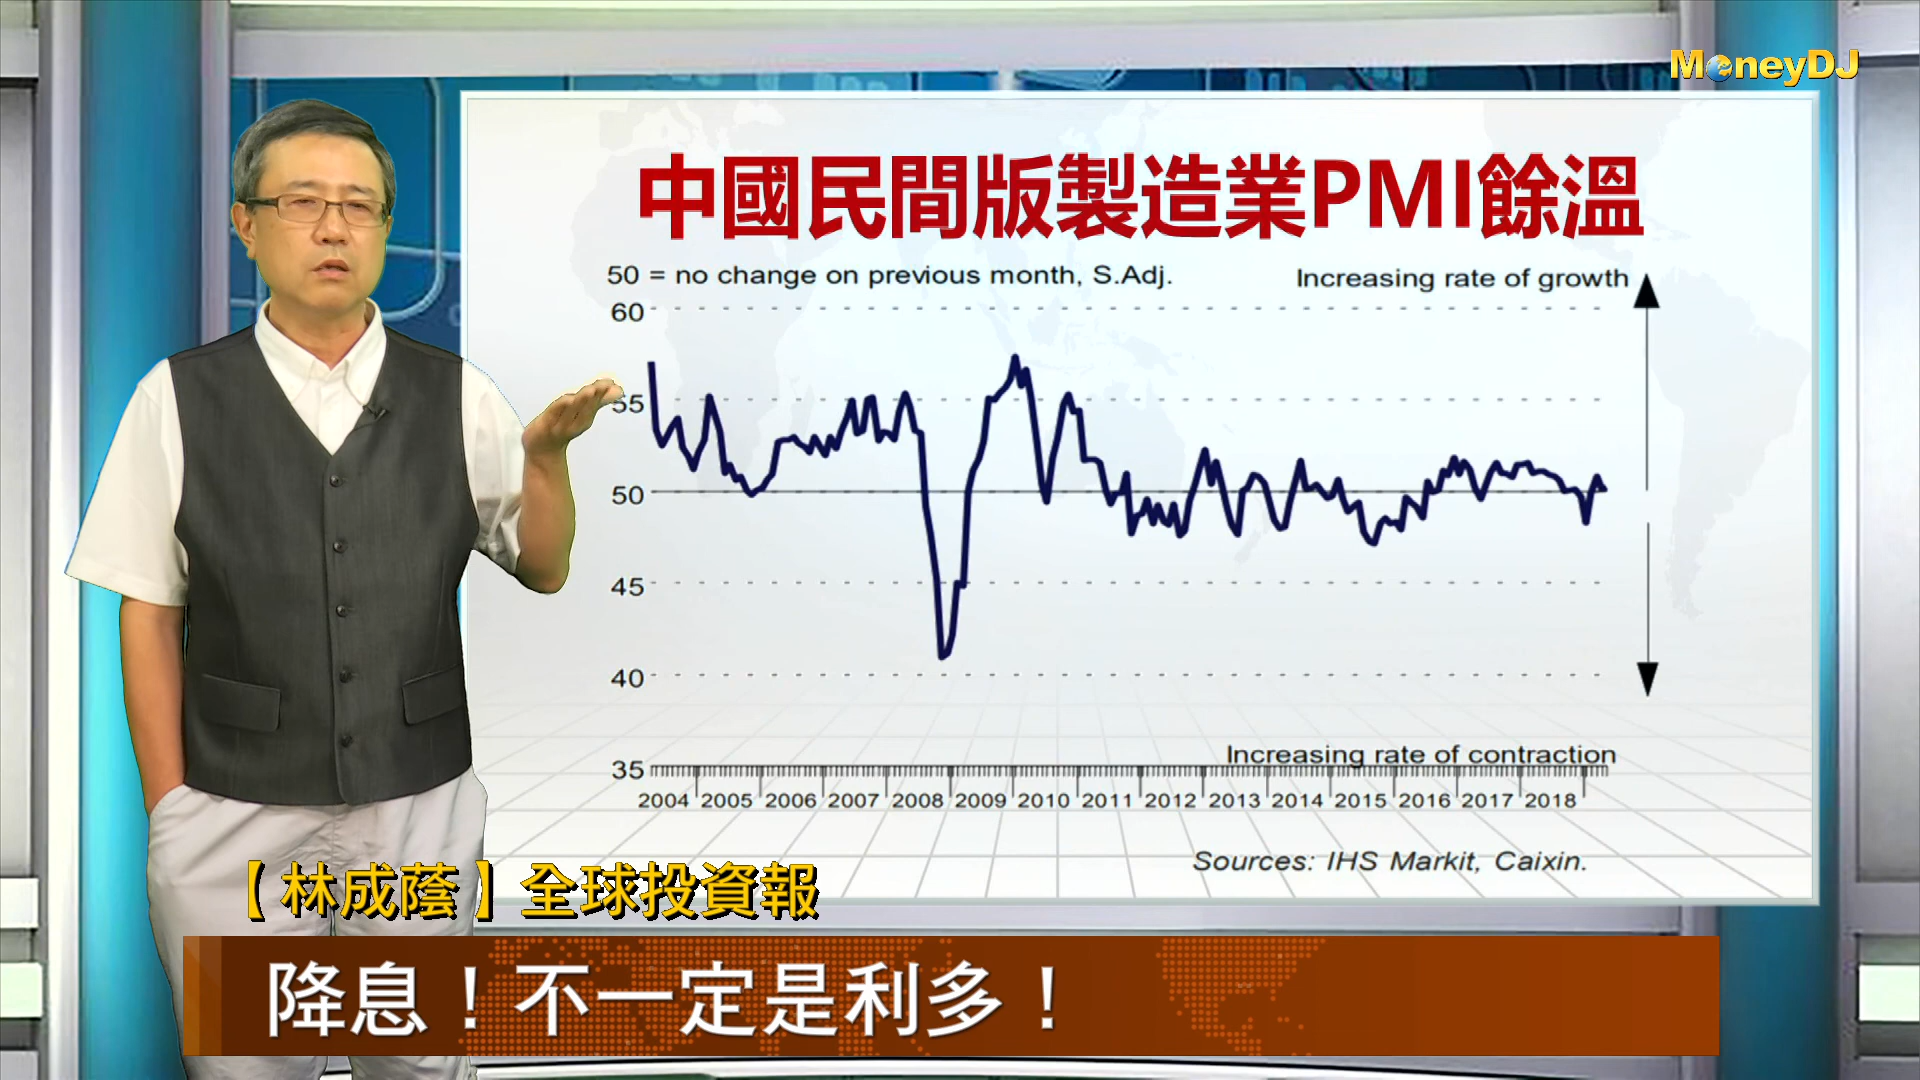 MoneyDJ
中國民間版製造業PMI餘溫
50 = no change on previous month, S.Adj.
Increasing rate of growth
60
55
50
45
40
35
Increasing rate of contraction
2004 2005 2006 2007 2008 2009 2010 2011 2012 2013 2014 2015 2016 2017 2018
Sources: IHS Markit, Caixin.
【林成蔭】全球投資報
降息！不一定是利多！